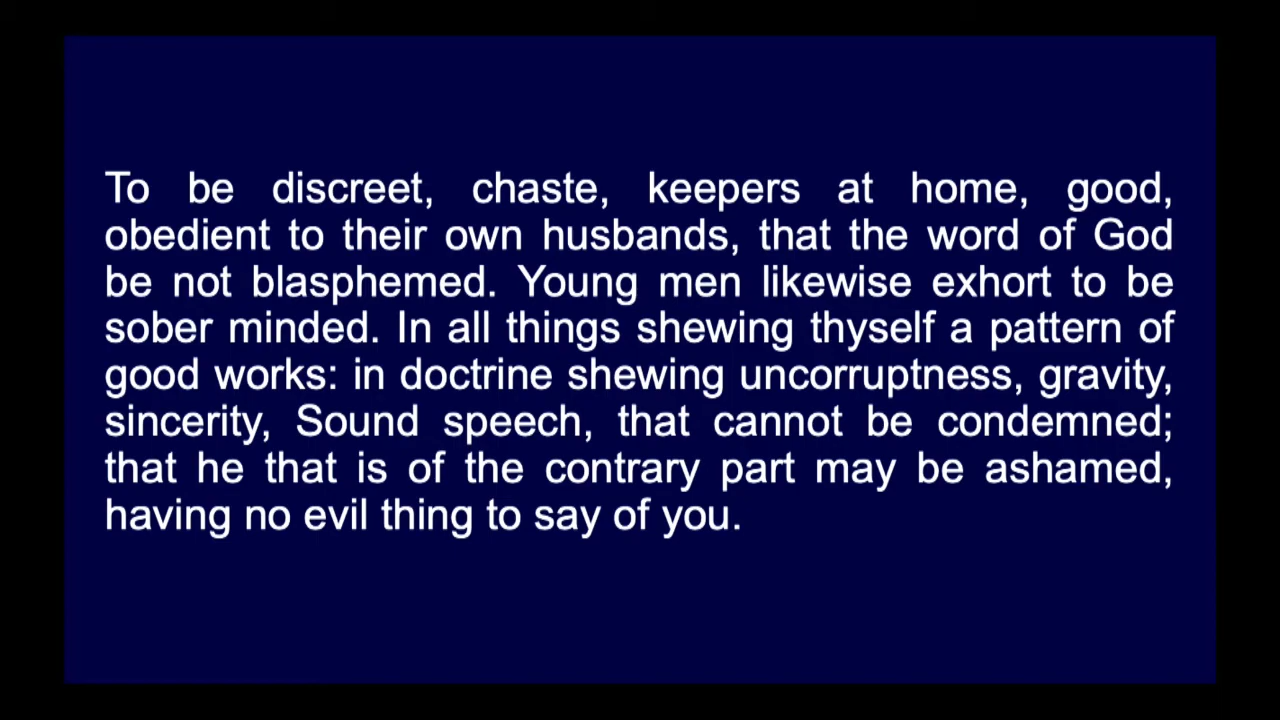 To be discreet, chaste, keepers at home, good,
obedient to their own husbands, that the word of God
be not blasphemed. Young men likewise exhort to be
sober minded. In all things shewing thyself a pattern of
good works: in doctrine shewing uncorruptness, gravity,
sincerity, Sound speech, that cannot be condemned;
that he that is of the contrary part may be ashamed,
having no evil thing to say of you.